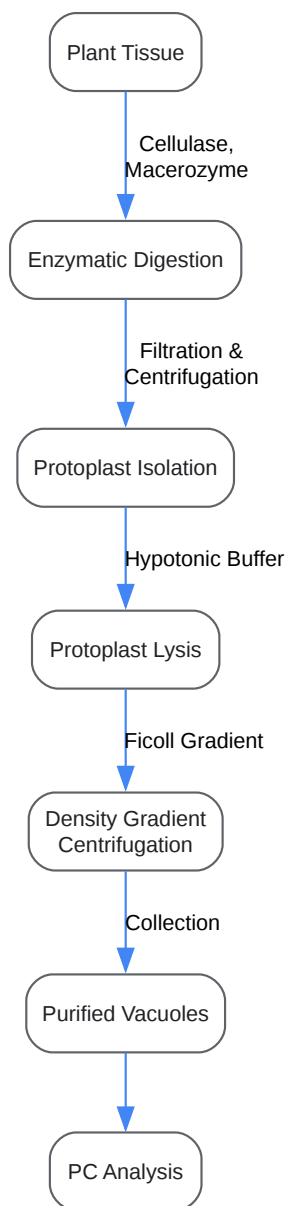 Plant Tissue
Cellulase,
Macerozyme
Enzymatic Digestion
Filtration &
Centrifugation
Protoplast Isolation
Hypotonic Buffer
Protoplast Lysis
Ficoll Gradient
Density Gradient
Centrifugation
Collection
Purified Vacuoles
PC Analysis